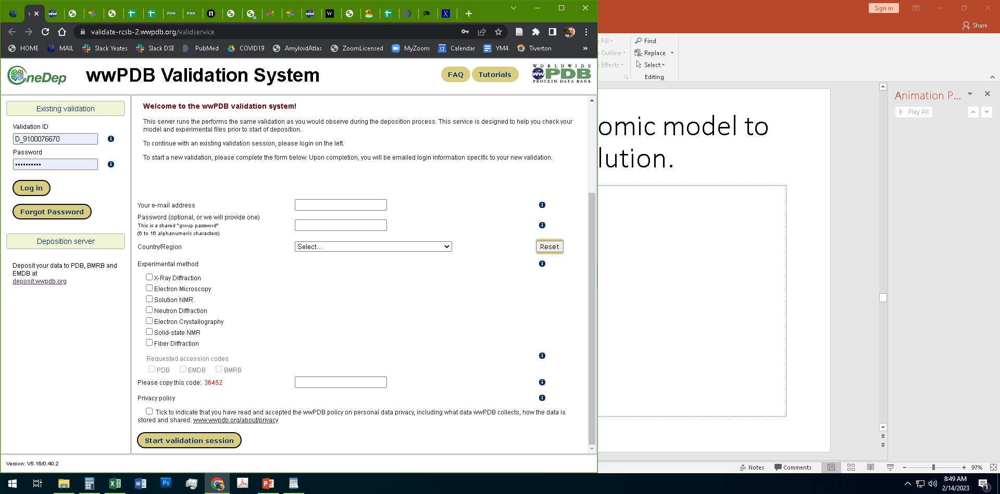 Sign in
validate-rcsb-2.wwpdb.org/validservice
Share
HOME
MAIL
Slack Yeates
Slack DSE
PubMed
COVID19
AmyloidAtlas
ZoomLicensed
MyZoom
17
Calendar
YM4
Tiverton
»
Fill
Outline
Effects
Find
Replace
Select
Editing
OneDep
wwPDB Validation System
FAQ
Tutorials
WORLDWIDE
wwPDB
PROTEIN DATA BANK
Existing validation
Validation ID
D_9100076670
Password
••••••••••
Log in
Forgot Password
Deposition server
Deposit your data to PDB, BMRB and
EMDB at
deposit.wwpdb.org
Welcome to the wwPDB validation system!
This server runs the performs the same validation as you would observe during the deposition process. This service is designed to help you check your
model and experimental files prior to start of deposition.
To continue with an existing validation session, please login on the left.
To start a new validation, please complete the form below. Upon completion, you will be emailed login information specific to your new validation.
Your e-mail address
Password (optional, or we will provide one)
This is a shared "group password"
(6 to 16 alphanumeric characters)
Country/Region
Select...
Reset
Experimental method
X-Ray Diffraction
Electron Microscopy
Solution NMR
Neutron Diffraction
Electron Crystallography
Solid-state NMR
Fiber Diffraction
Requested accession codes
PDB EMDB BMRB
Please copy this code: 36452
Privacy policy
Tick to indicate that you have read and accepted the wwPDB policy on personal data privacy, including what data wwPDB collects, how the data is
stored and shared. www.wwpdb.org/about/privacy
Start validation session
Version: V5.16/0.40.2
omic model to
lution.
Animation P...
Play All
Notes
Comments
97%
8:49 AM
2/14/2023
1